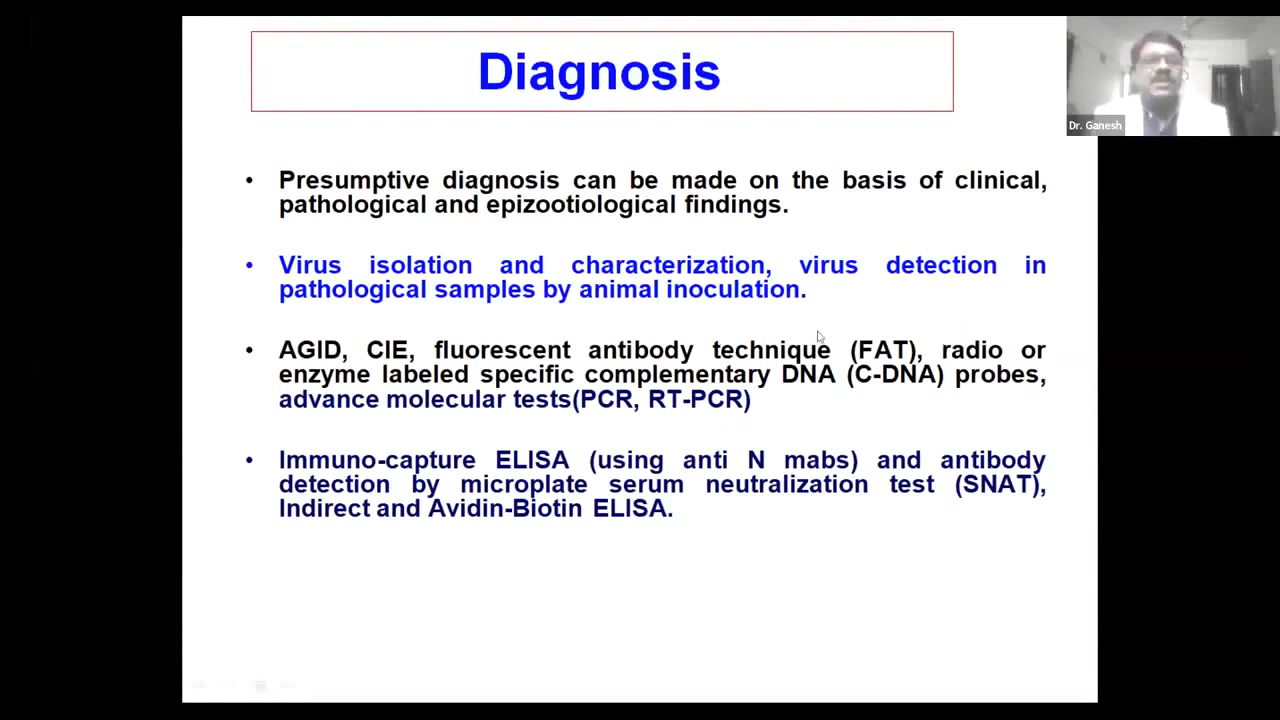 Diagnosis
Dr. Ganesh
• Presumptive diagnosis can be made on the basis of clinical,
pathological and epizootiological findings.
• Virus isolation and characterization, virus detection in
pathological samples by animal inoculation.
• AGID, CIE, fluorescent antibody technique (FAT), radio or
enzyme labeled specific complementary DNA (C-DNA) probes,
advance molecular tests(PCR, RT-PCR)
• Immuno-capture ELISA (using anti N mabs) and antibody
detection by microplate serum neutralization test (SNAT),
Indirect and Avidin-Biotin ELISA.